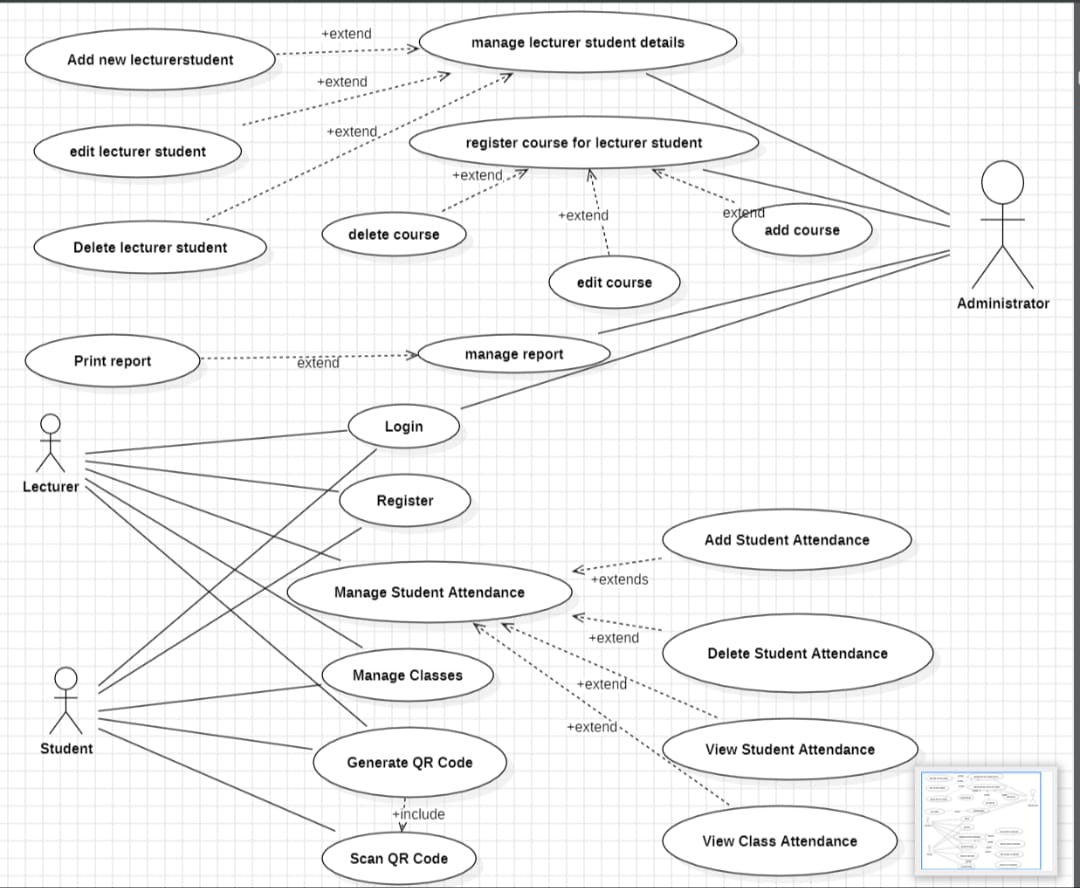 +extend
manage lecturer student details
Add new lecturerstudent
+extend
+extend
register course for lecturer student
edit lecturer student
+extend
+extend
extend
delete course
add course
Delete lecturer student
edit course
Administrator
manage report
Print report
extend
Login
Lecturer
Register
Add Student Attendance
+extends
Manage Student Attendance
+extend
Delete Student Attendance
Manage Classes
+extend
+extend
Student
View Student Attendance
Generate QR Code
+include
View Class Attendance
Scan QR Code